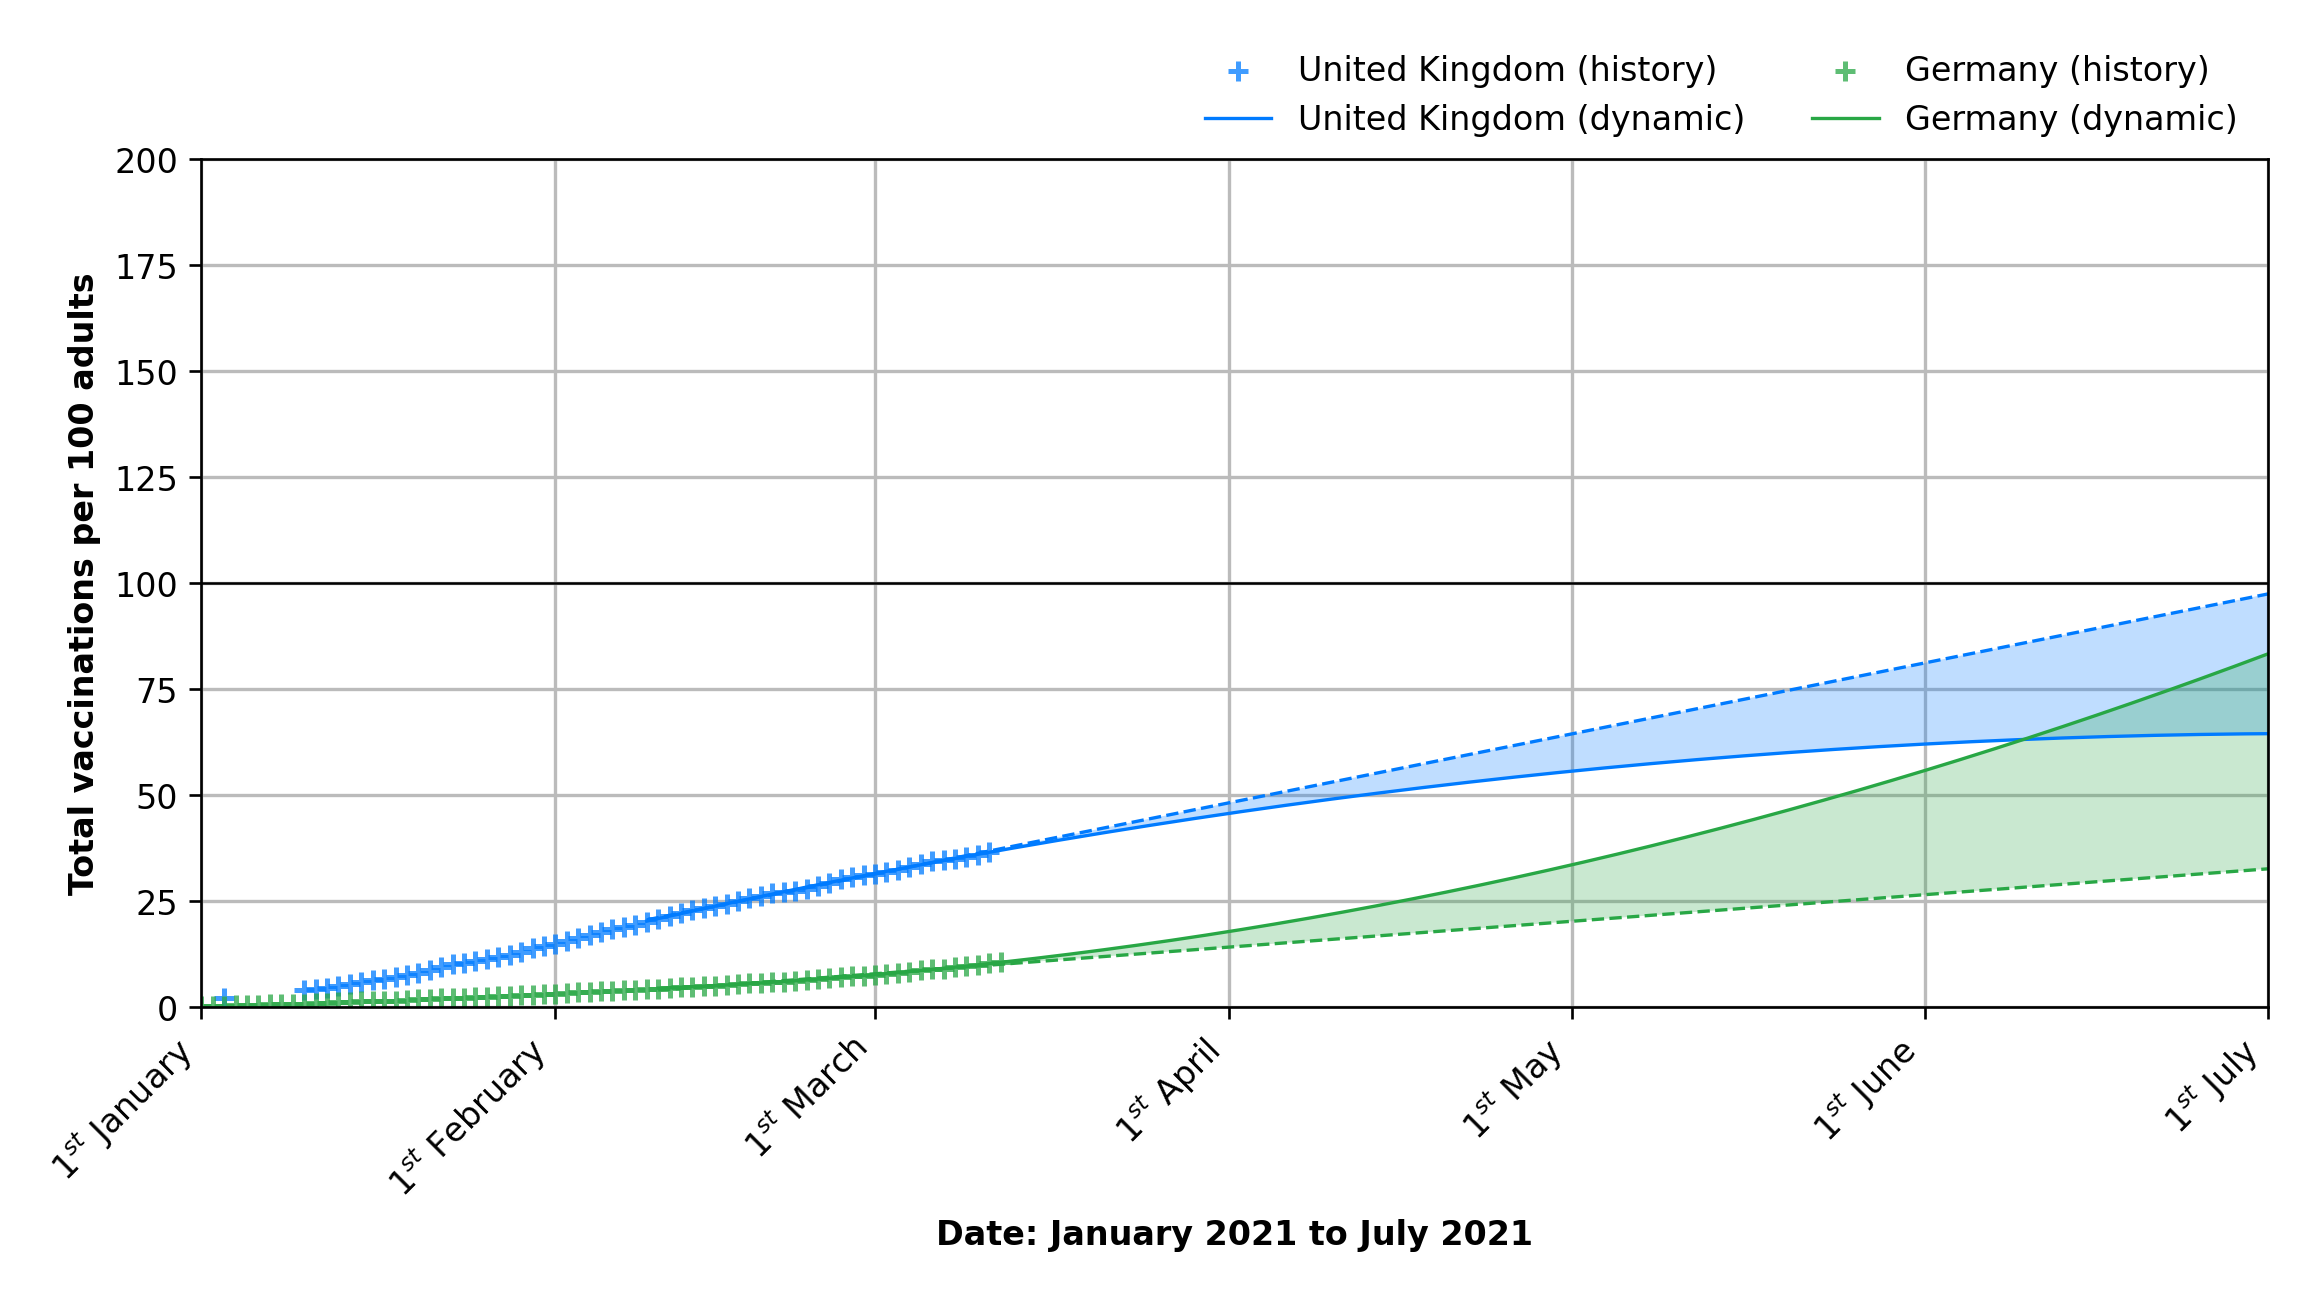 United Kingdom (history)
United Kingdom (dynamic)
Germany (history)
Germany (dynamic)
Total vaccinations per 100 adults
200
175
150
125
100
75
50
25
0
1st January
1st February
1st March
1st April
1st May
1st June
1st July
Date: January 2021 to July 2021